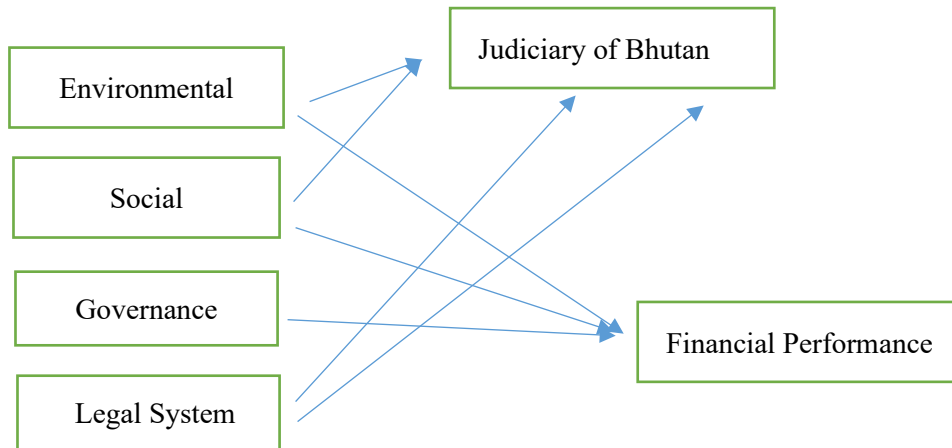 Judiciary of Bhutan
Environmental
Social
Governance
Financial Performance
Legal System